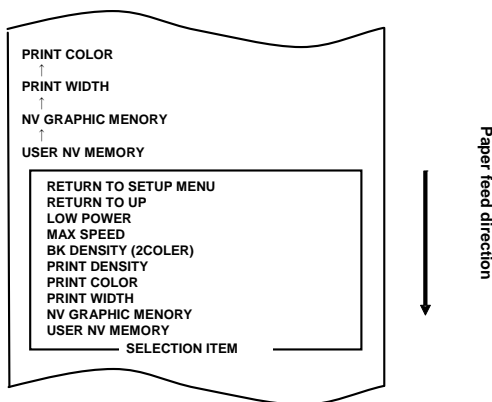 PRINT COLOR
↑
PRINT WIDTH
↑
NV GRAPHIC MENORY
↑
USER NV MEMORY
RETURN TO SETUP MENU
RETURN TO UP
LOW POWER
MAX SPEED
BK DENSITY (2COLER)
PRINT DENSITY
PRINT COLOR
PRINT WIDTH
NV GRAPHIC MENORY
USER NV MEMORY
SELECTION ITEM
Paper feed direction